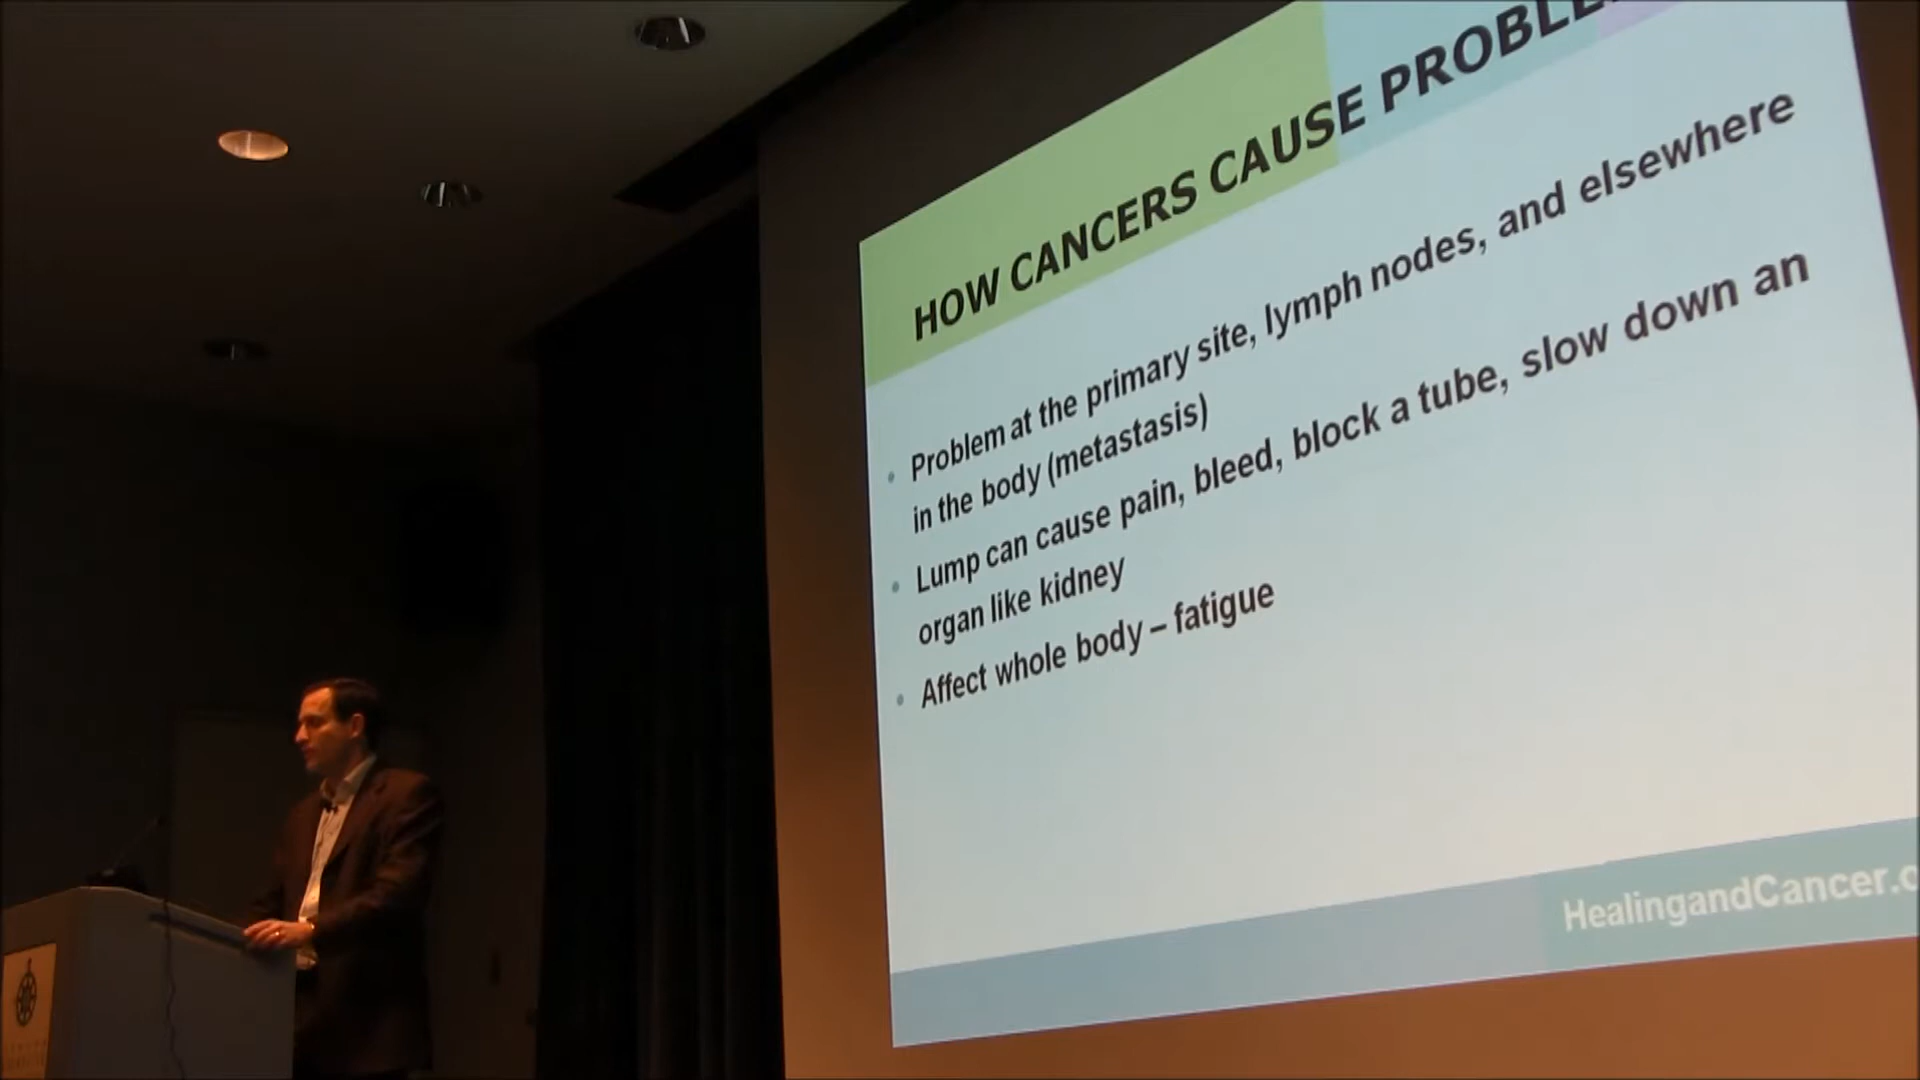 HOW CANCERS CAUSE PROBLE
Problem at the primary site, lymph nodes, and elsewhere
in the body (metastasis)
Lump can cause pain, bleed, block a tube, slow down an
organ like kidney
Affect whole body – fatigue
HealingandCancer.